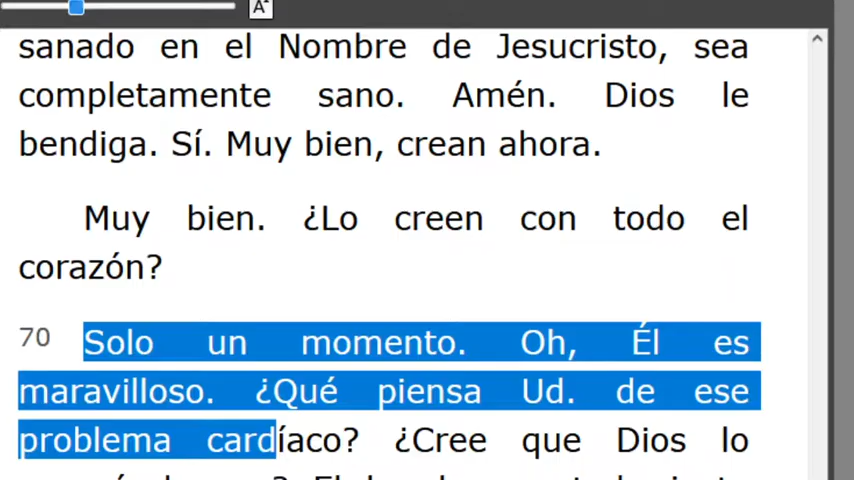 A
sanado en el Nombre de Jesucristo, sea
completamente sano. Amén. Dios le
bendiga. Sí. Muy bien, crean ahora.
Muy bien. ¿Lo creen con todo el
corazón?
70 Solo un momento. Oh, Él es
maravilloso. ¿Qué piensa Ud. de ese
problema cardíaco? ¿Cree que Dios lo